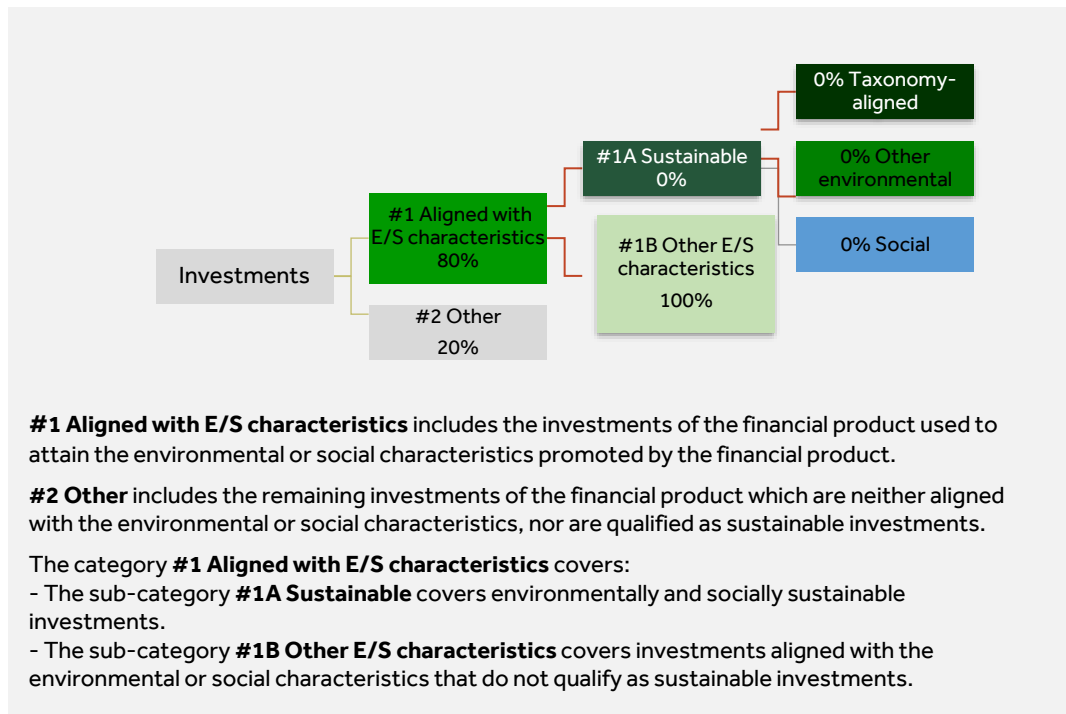 0% Taxonomy-
aligned
#1A Sustainable
0%
0% Other
environmental
#1 Aligned with
E/S characteristics
80%
#1B Other E/S
characteristics
100%
0% Social
Investments
#2 Other
20%
#1 Aligned with E/S characteristics includes the investments of the financial product used to
attain the environmental or social characteristics promoted by the financial product.
#2 Other includes the remaining investments of the financial product which are neither aligned
with the environmental or social characteristics, nor are qualified as sustainable investments.
The category #1 Aligned with E/S characteristics covers:
- The sub-category #1A Sustainable covers environmentally and socially sustainable
investments.
- The sub-category #1B Other E/S characteristics covers investments aligned with the
environmental or social characteristics that do not qualify as sustainable investments.